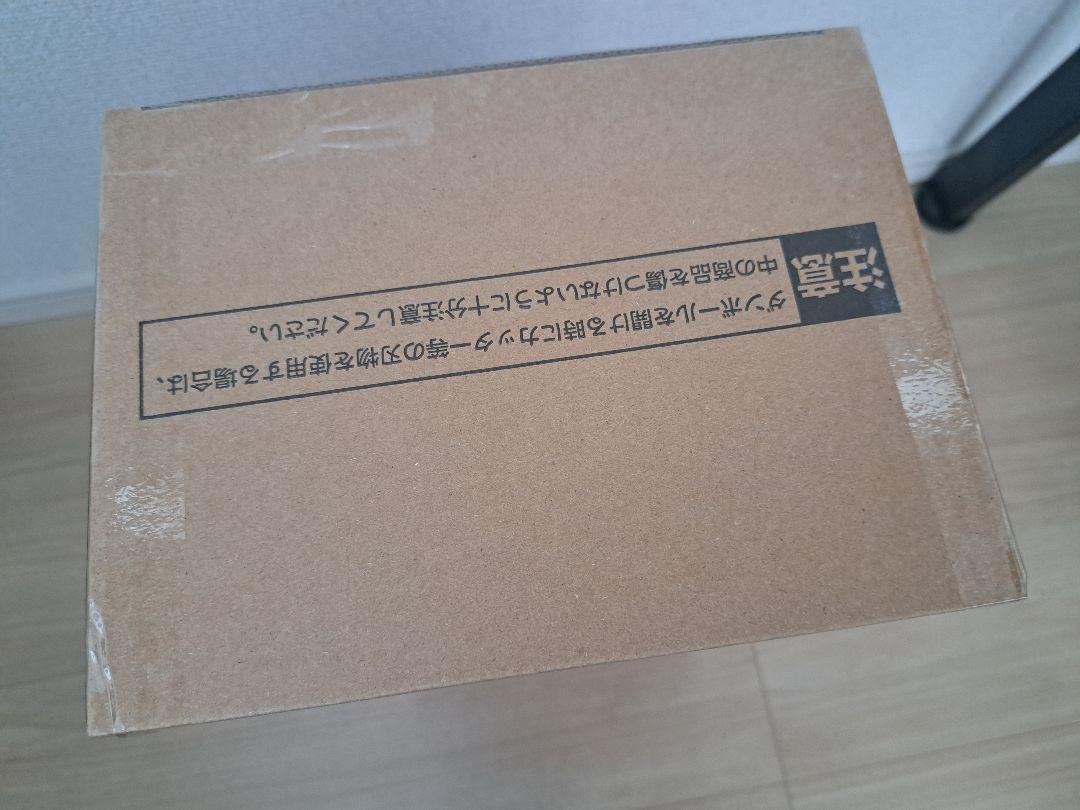 注意
ダンボールを開ける時にカッター等の刃物を使用する場合は、
中の商品を傷つけないように十分注意してください。